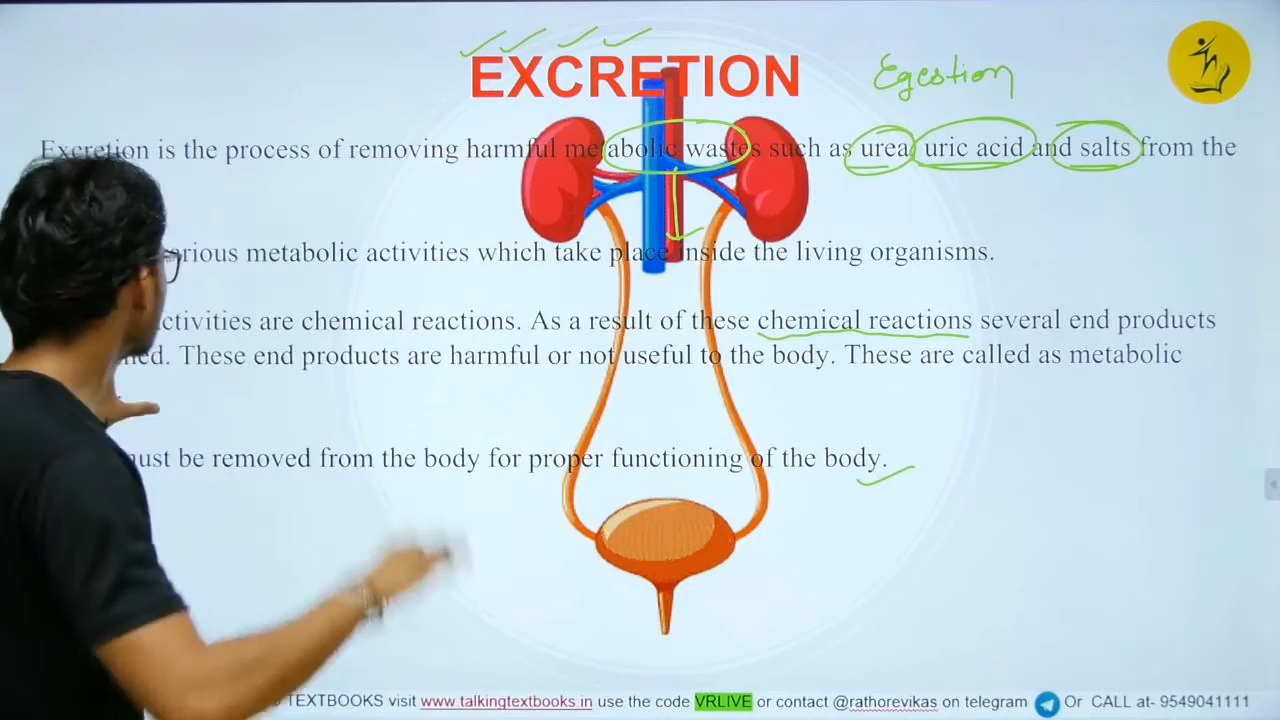 EXCRETION
Egestion
Excretion is the process of removing harmful metabolic wastes such as urea uric acid and salts from the
various metabolic activities which take place inside the living organisms.
activities are chemical reactions. As a result of these chemical reactions several end products
These end products are harmful or not useful to the body. These are called as metabolic
must be removed from the body for proper functioning of the body.
TEXTBOOKS visit www.talkingtextbooks.in use the code VRLIVE or contact @rathorevikas on telegram Or CALL at- 9549041111